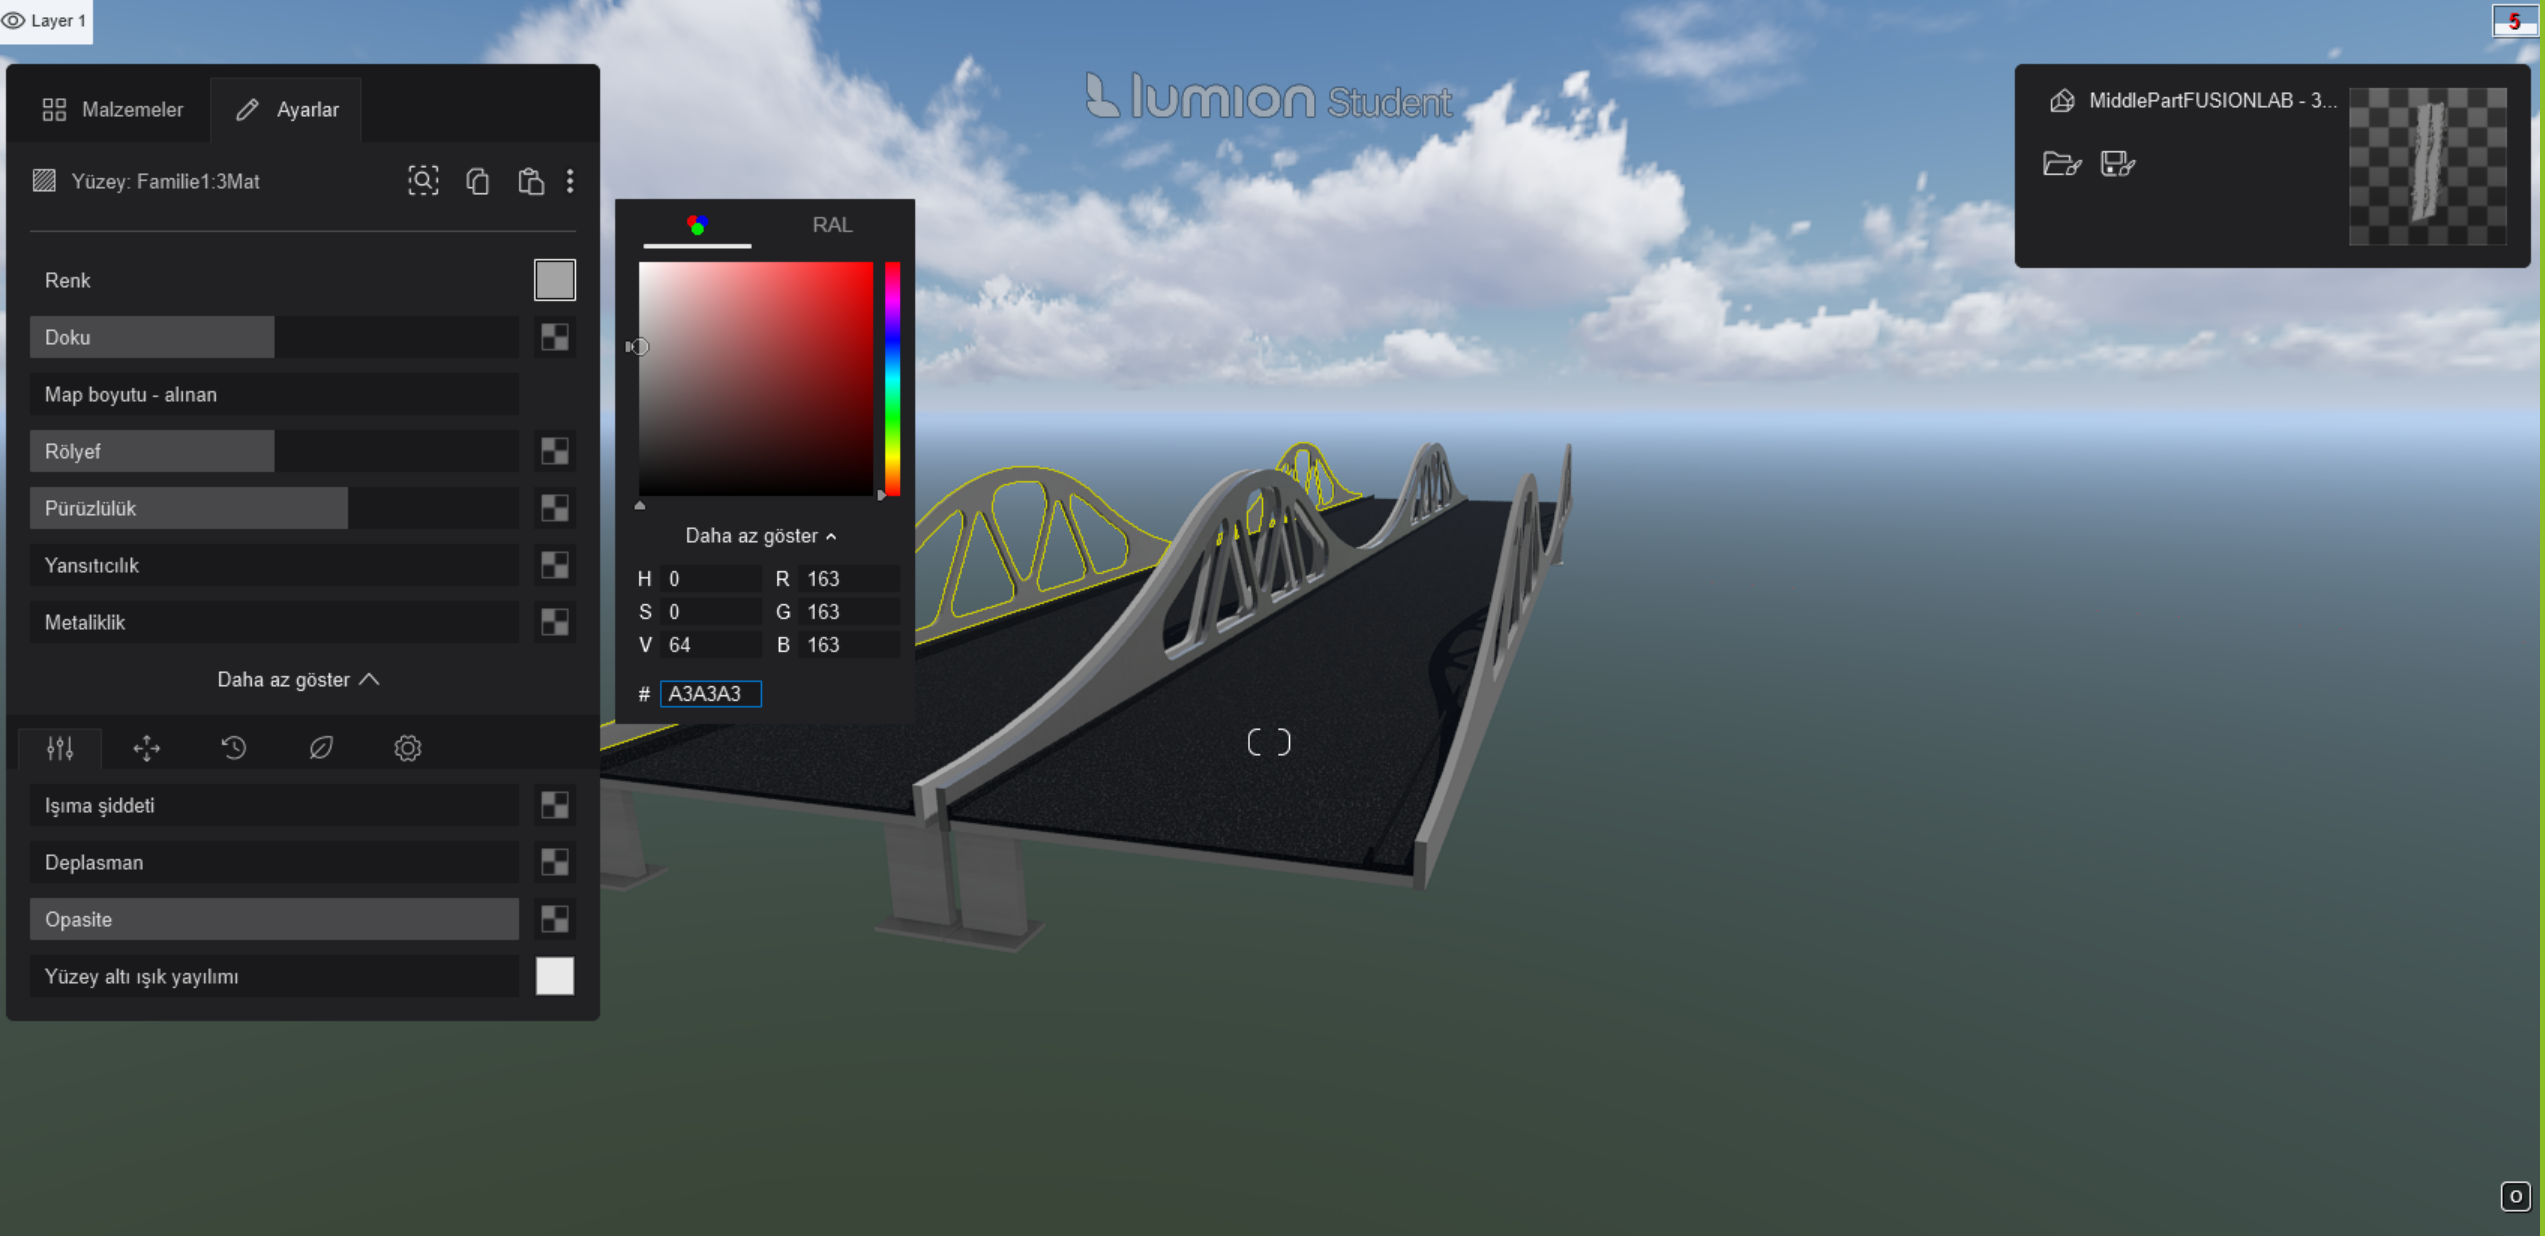 Layer 1
5
lumion Student
Malzemeler
Ayarlar
MiddlePartFUSIONLAB - 3...
Yüzey: Familie1:3Mat
RAL
Renk
Doku
Map boyutu - alınan
Rölyef
Pürüzlülük
Yansıtıcılık
Metaliklik
Daha az göster
Daha az göster
H 0 R 163
S 0 G 163
V 64 B 163
# A3A3A3
Işıma şiddeti
Deplasman
Opasite
Yüzey altı ışık yayılımı
O